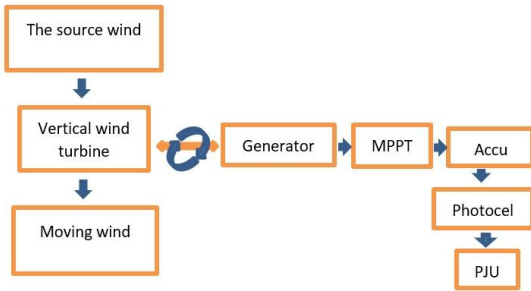 The source wind
Vertical wind
turbine
Generator
MPPT
Accu
Moving wind
Photocel
PJU